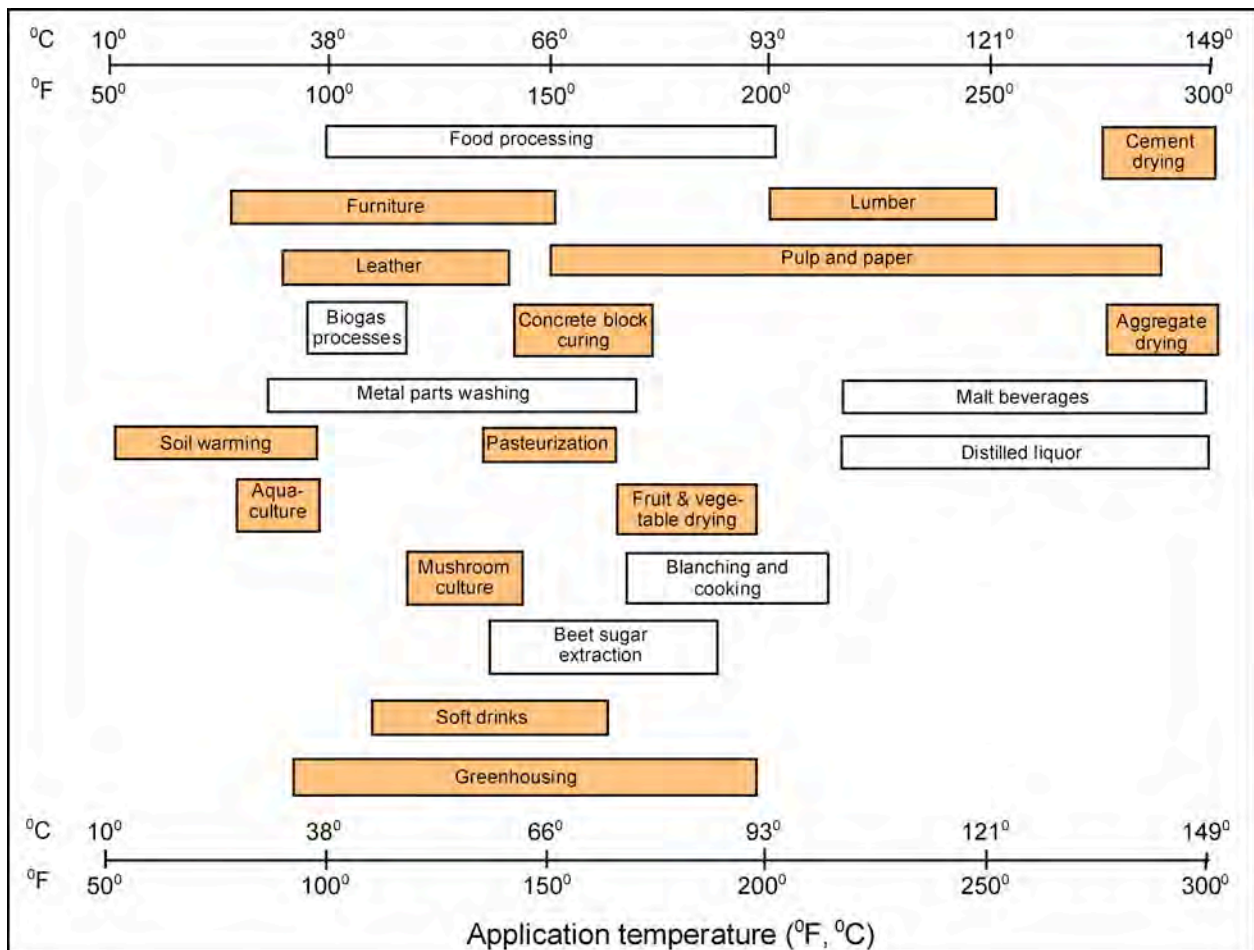 ⁰C 10⁰ 38⁰ 66⁰ 93⁰ 121⁰ 149⁰
⁰F 50⁰ 100⁰ 150⁰ 200⁰ 250⁰ 300⁰
Food processing
Cement
drying
Furniture
Lumber
Leather
Pulp and paper
Biogas
processes
Concrete block
curing
Aggregate
drying
Metal parts washing
Malt beverages
Soil warming
Pasteurization
Distilled liquor
Aqua-
culture
Fruit & vege-
table drying
Mushroom
culture
Blanching and
cooking
Beet sugar
extraction
Soft drinks
Greenhousing
⁰C 10⁰ 38⁰ 66⁰ 93⁰ 121⁰ 149⁰
⁰F 50⁰ 100⁰ 150⁰ 200⁰ 250⁰ 300⁰
Application temperature (⁰F, ⁰C)